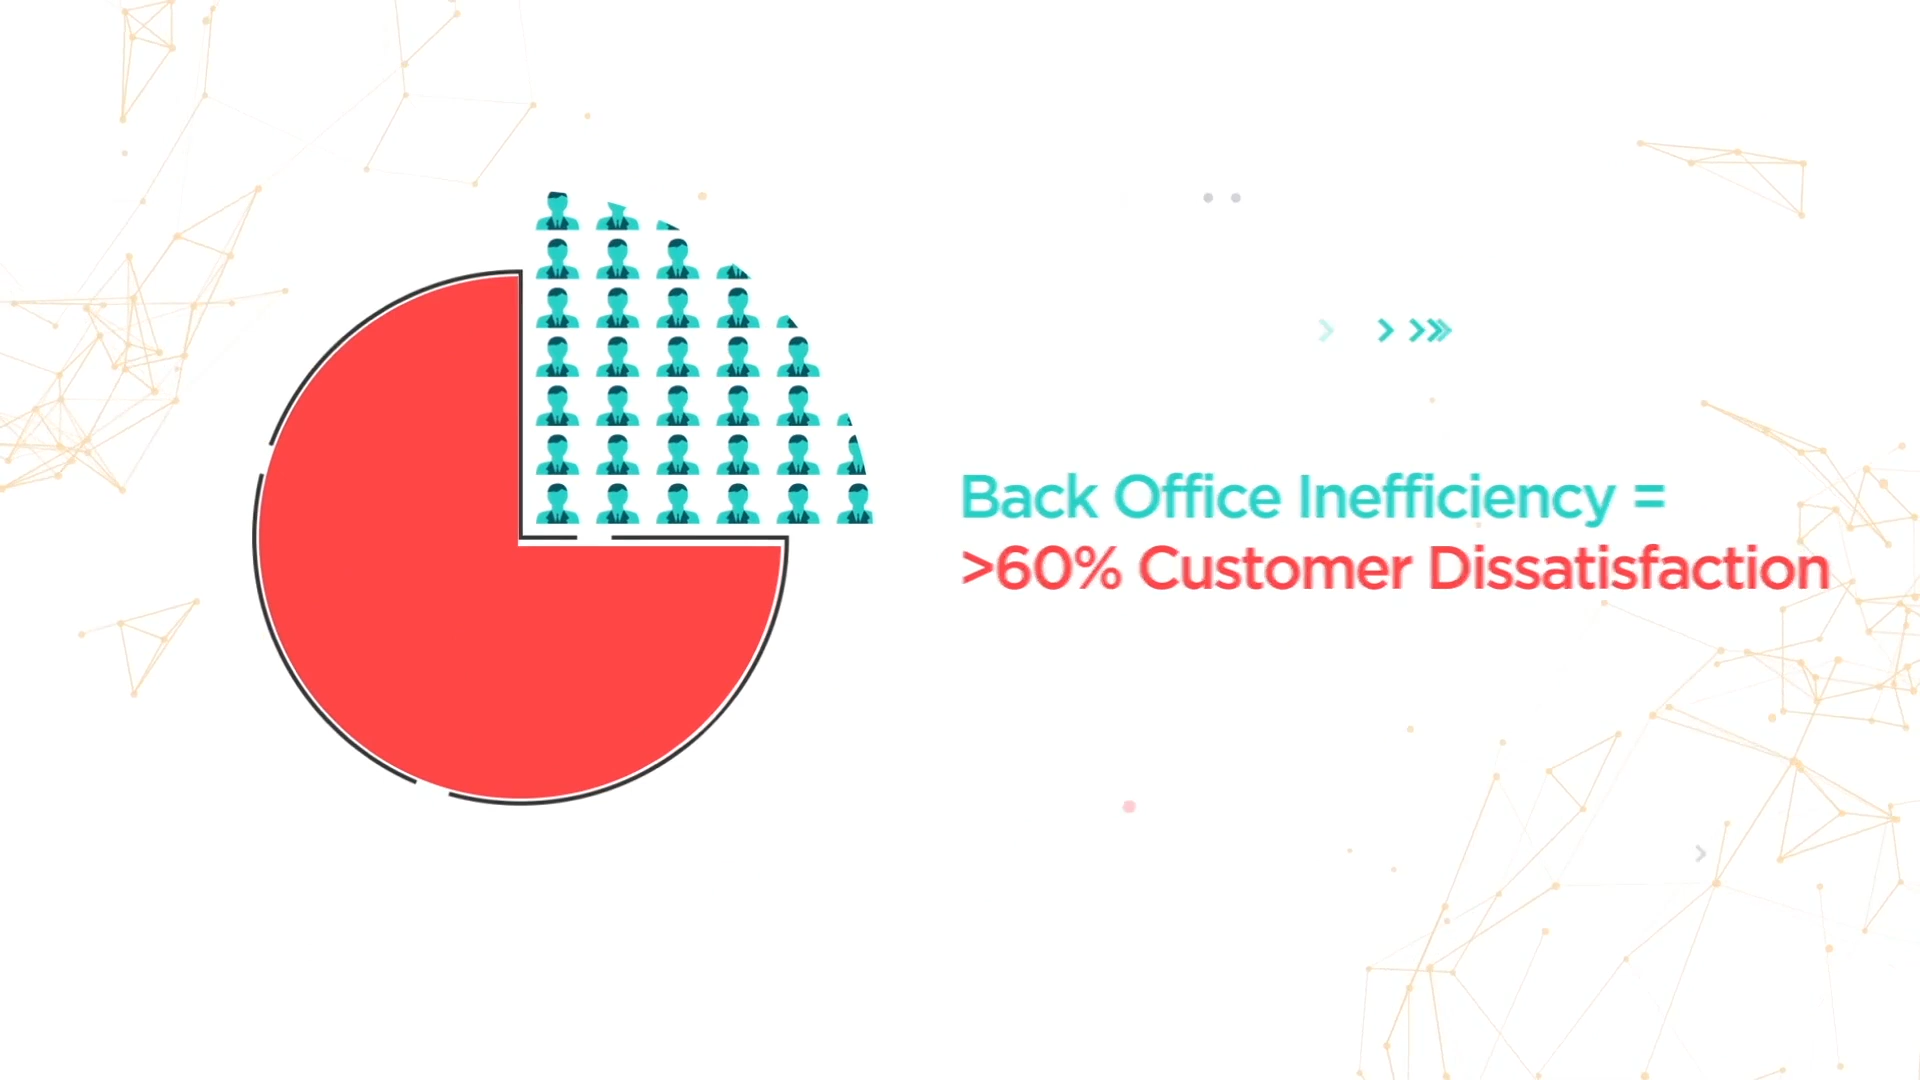 Back Office Inefficiency =
>60% Customer Dissatisfaction